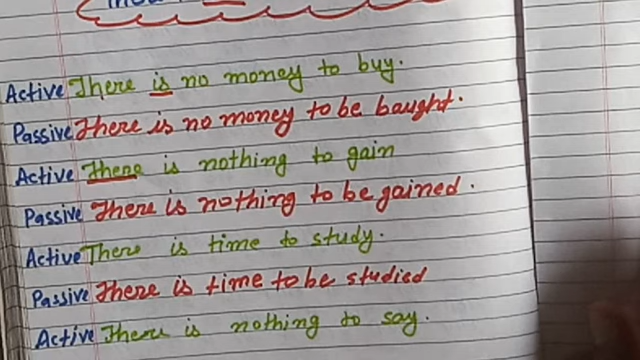 Active There is no money to buy.
Passive There is no money to be baught.
Active There is nothing to gain
Passive There is nothing to be gained.
Active There is time to study.
Passive There is time to be studied
Active There is nothing to say.